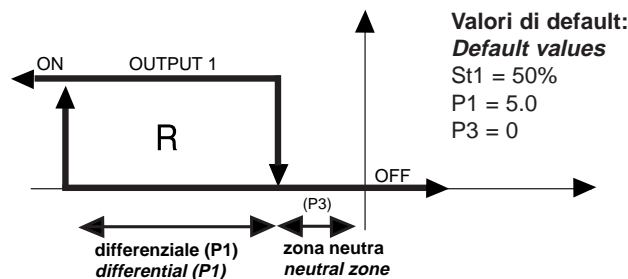 Valori di default:
Default values
St1 = 50%
P1 = 5.0
P3 = 0
ON
OUTPUT 1
R
OFF
(P3)
differenziale (P1)
differential (P1)
zona neutra
neutral zone